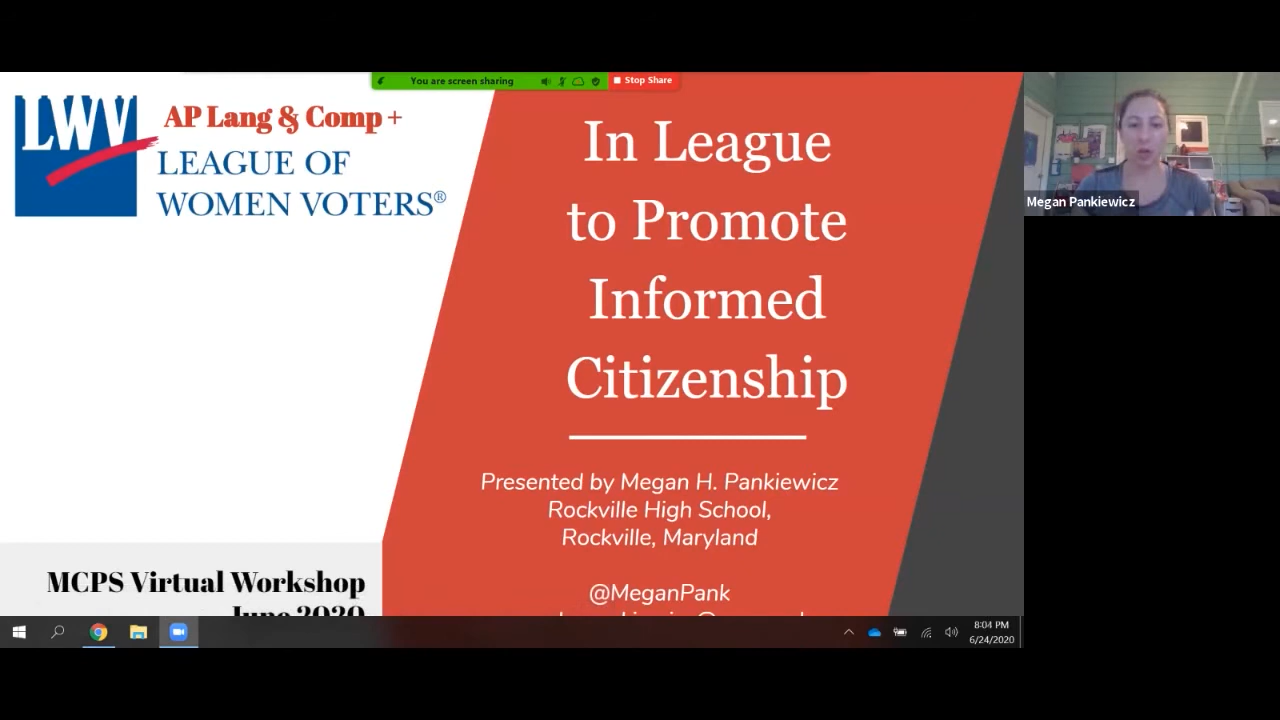 You are screen sharing
Stop Share
LWV
AP Lang & Comp +
LEAGUE OF
WOMEN VOTERS®
In League
to Promote
Informed
Citizenship
Presented by Megan H. Pankiewicz
Rockville High School,
Rockville, Maryland
@MeganPank
MCPS Virtual Workshop
June 2020
Megan Pankiewicz
8:04 PM
6/24/2020